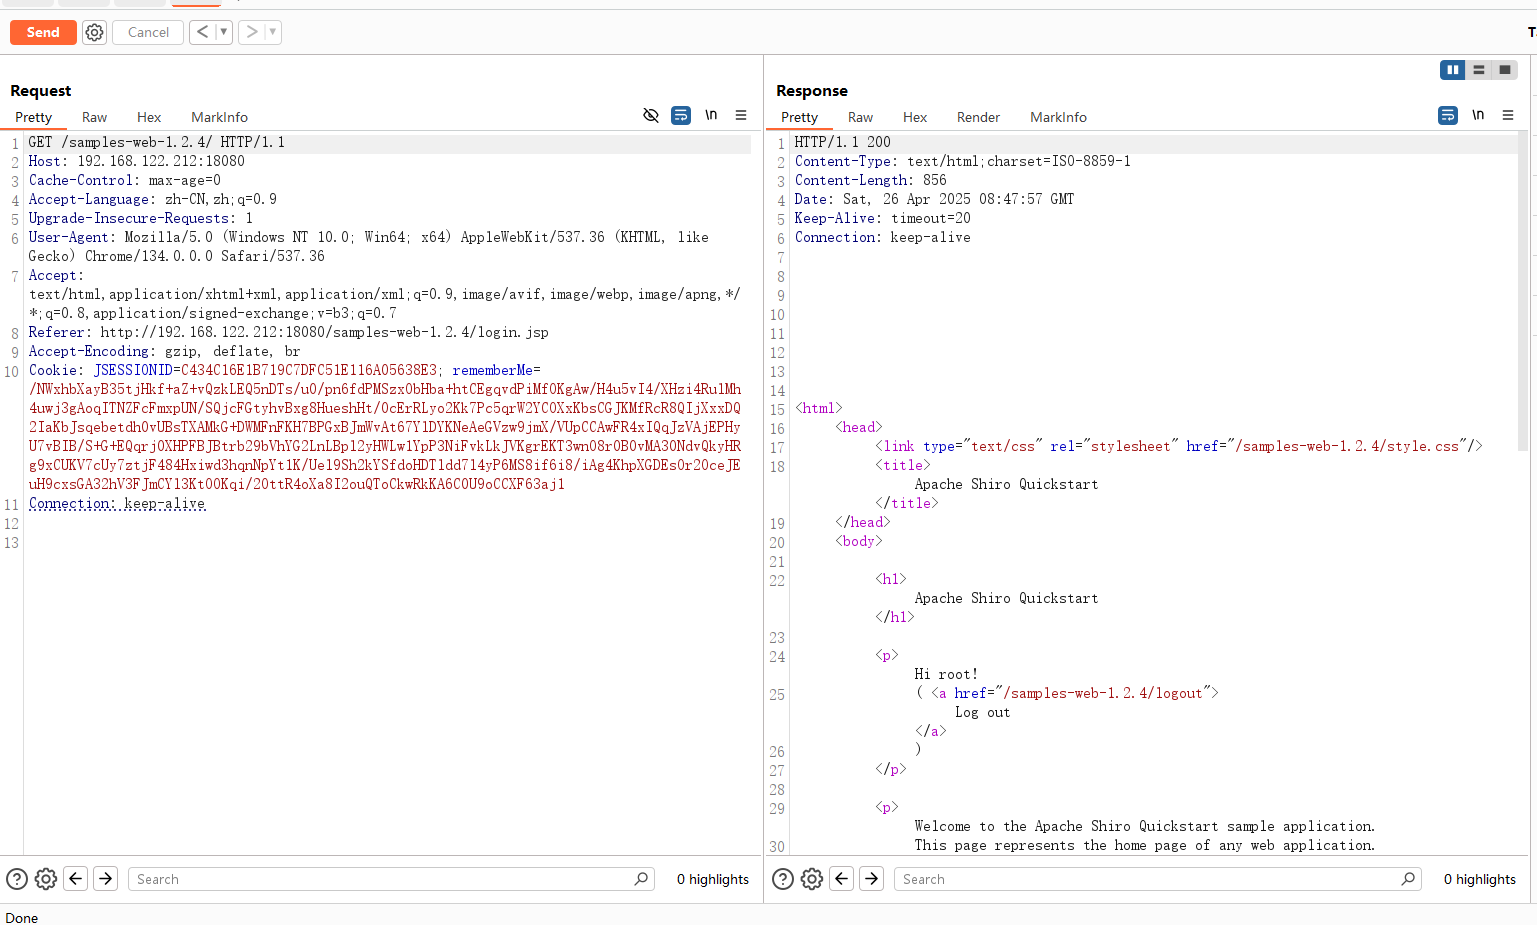 Send
Cancel
Request
Pretty
Raw
Hex
MarkInfo
\n
1 GET /samples-web-1.2.4/ HTTP/1.1
2 Host: 192.168.122.212:18080
3 Cache-Control: max-age=0
4 Accept-Language: zh-CN,zh;q=0.9
5 Upgrade-Insecure-Requests: 1
6 User-Agent: Mozilla/5.0 (Windows NT 10.0; Win64; x64) AppleWebKit/537.36 (KHTML, like
Gecko) Chrome/134.0.0.0 Safari/537.36
7 Accept:
text/html,application/xhtml+xml,application/xml;q=0.9,image/avif,image/webp,image/apng,*/
*;q=0.8,application/signed-exchange;v=b3;q=0.7
8 Referer: http://192.168.122.212:18080/samples-web-1.2.4/login.jsp
9 Accept-Encoding: gzip, deflate, br
10 Cookie: JSESSIONID=C434C16E1B719C7DFC51E116A05638E3; rememberMe=
/NWxhbXayB35tjHkf+aZ+vQzkLEQ5nDTs/u0/pn6fdPMSzx0bHba+htCEgqvdPiMf0KgAw/H4u5vI4/XHzi4Ru1Mh
4uwj3gAoqITNZFcFmxpUN/SQjcFGtyhvBxg8HueshHt/0cErRLyo2Kk7Pc5qrW2YC0XxKbsCGJKMfRcR8QIjXxxDQ
2IaKbJsqebetdh0vUBsTXAMkG+DWMFnFKH7BPGxBJmWvAt67Y1DYKNeAeGVzw9jmX/VUpCCAwFR4xIQqJzVAjEPHy
U7vBIB/S+G+EQqrj0XHPFBJBtrb29bVhYG2LnLBpl2yHWLw1YpP3NiFvkLkJVKgrEKT3wn08r0B0vMA30NdvQkyHR
g9xCUKV7cUy7ztjF484Hxiwd3hqnNpYt1K/Ue19Sh2kYSfdoHDTldd714yP6MS8if6i8/iAg4KhpXGDEs0r20ceJE
uH9cxsGA32hV3FJmCY13Kt00Kqi/20ttR4oXa8I2ouQToCkwRkKA6C0U9oCCXF63aj1
11 Connection: keep-alive
12
13
Search
0 highlights
Response
Pretty
Raw
Hex
Render
MarkInfo
\n
1 HTTP/1.1 200
2 Content-Type: text/html;charset=ISO-8859-1
3 Content-Length: 856
4 Date: Sat, 26 Apr 2025 08:47:57 GMT
5 Keep-Alive: timeout=20
6 Connection: keep-alive
7
8
9
10
11
12
13
14
15 <html>
16 <head>
17 <link type="text/css" rel="stylesheet" href="/samples-web-1.2.4/style.css"/>
18 <title>
Apache Shiro Quickstart
</title>
19 </head>
20 <body>
21
22 <h1>
Apache Shiro Quickstart
</h1>
23
24 <p>
Hi root!
25 ( <a href="/samples-web-1.2.4/logout">
Log out
</a>
26 )
27 </p>
28
29 <p>
Welcome to the Apache Shiro Quickstart sample application.
30 This page represents the home page of any web application.
Search
0 highlights
Done